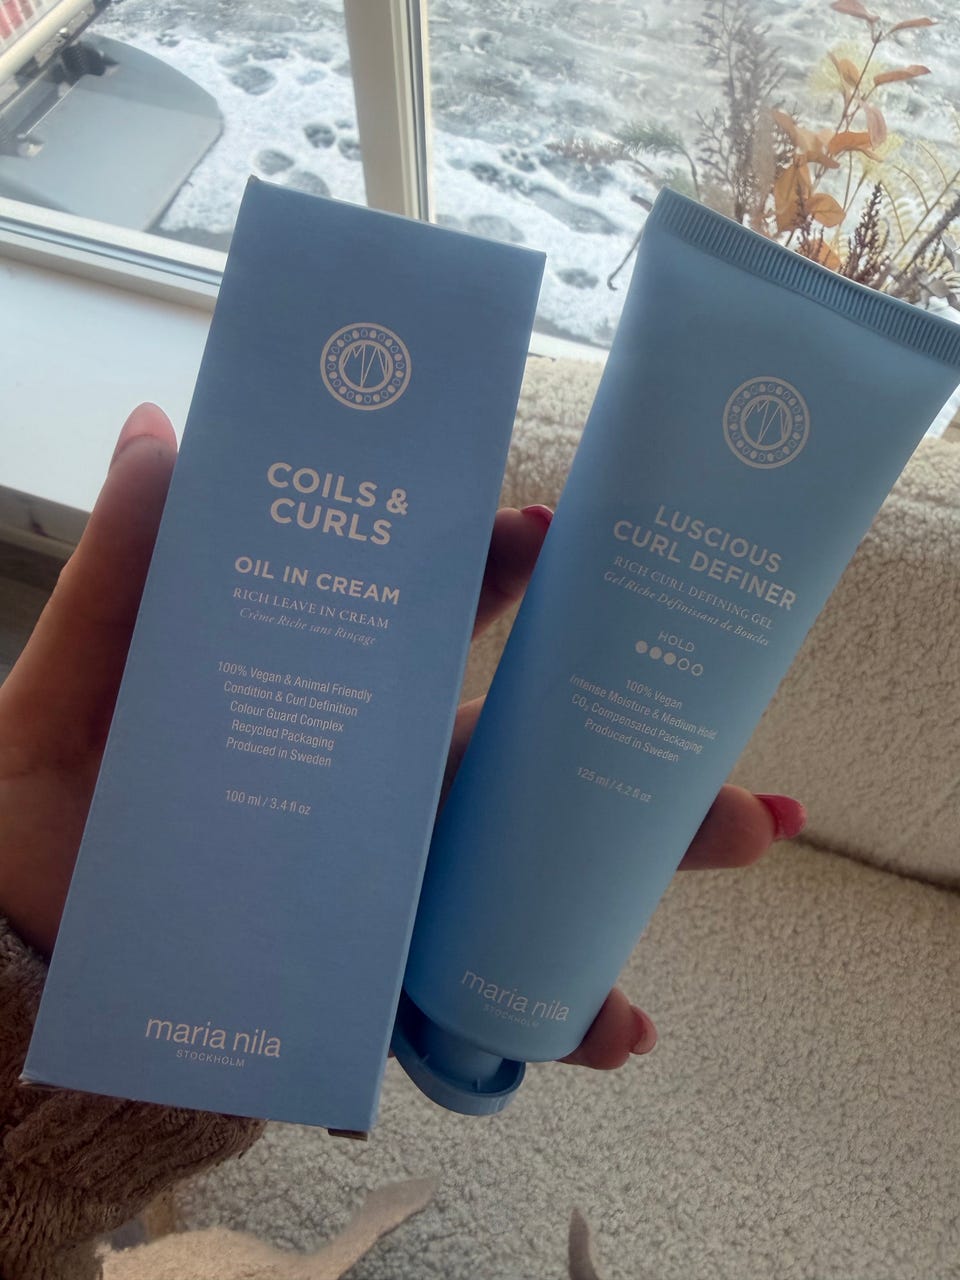 MN
COILS &
CURLS
OIL IN CREAM
RICH LEAVE IN CREAM
Crème Riche sans Rinçage
100% Vegan & Animal Friendly
Condition & Curl Definition
Colour Guard Complex
Recycled Packaging
Produced in Sweden
100 ml / 3.4 fl oz
maria nila
STOCKHOLM
MN
LUSCIOUS
CURL DEFINER
RICH CURL DEFINING GEL
Gel Riche Définissant de Boucles
HOLD
100% Vegan
Intense Moisture & Medium Hold
CO₂ Compensated Packaging
Produced in Sweden
125 ml / 4.2 fl oz
maria nila
STOCKHOLM